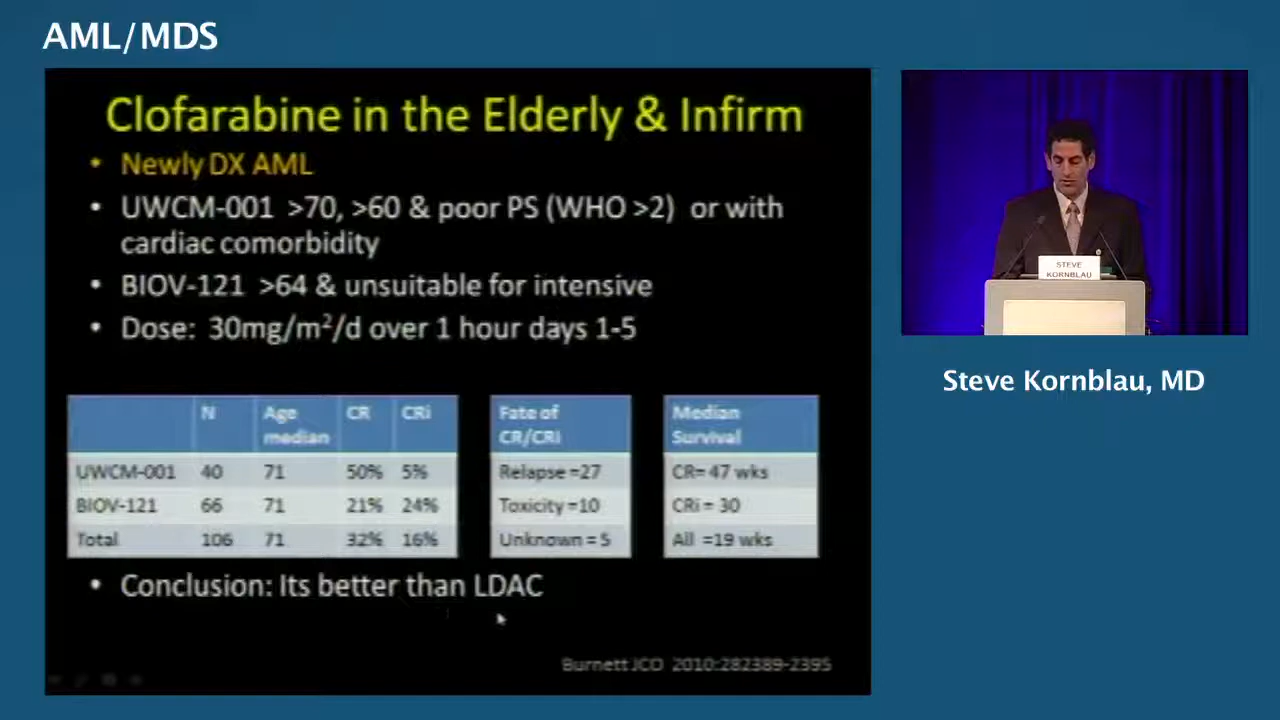 AML/MDS
Clofarabine in the Elderly & Infirm
• Newly DX AML
• UWCM-001 >70, >60 & poor PS (WHO >2) or with
cardiac comorbidity
• BIOV-121 >64 & unsuitable for intensive
• Dose: 30mg/m²/d over 1 hour days 1-5
N Age median CR CRi
UWCM-001 40 71 50% 5%
BIOV-121 66 71 21% 24%
Total 106 71 32% 16%
Fate of
CR/CRi
Relapse =27
Toxicity =10
Unknown = 5
Median
Survival
CR= 47 wks
CRi = 30
All =19 wks
• Conclusion: Its better than LDAC
Burnett JCO 2010:282389-2395
STEVE
KORNBLAU
Steve Kornblau, MD